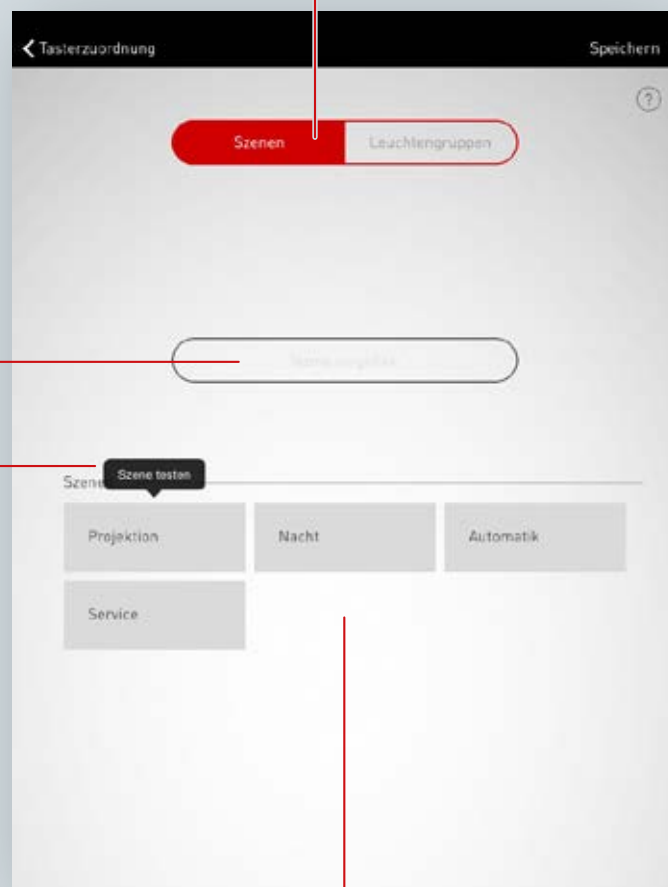 Tasterzuordnung
Speichern
?
Szenen
Leuchtengruppen
Szene testen
Szene
Projektion
Nacht
Automatik
Service